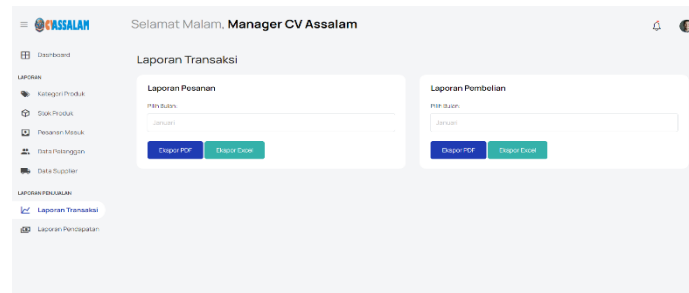 CV ASSALAM
Selamat Malam, Manager CV Assalam
Dashboard
LAPORAN
Kategori Produk
Stok Produk
Pesanan Masuk
Data Pelanggan
Data Supplier
LAPORAN PENJUALAN
Laporan Transaksi
Laporan Pendapatan
Laporan Transaksi
Laporan Pesanan
Pilih Bulan:
Januari
Ekspor PDF
Ekspor Excel
Laporan Pembelian
Pilih Bulan:
Januari
Ekspor PDF
Ekspor Excel